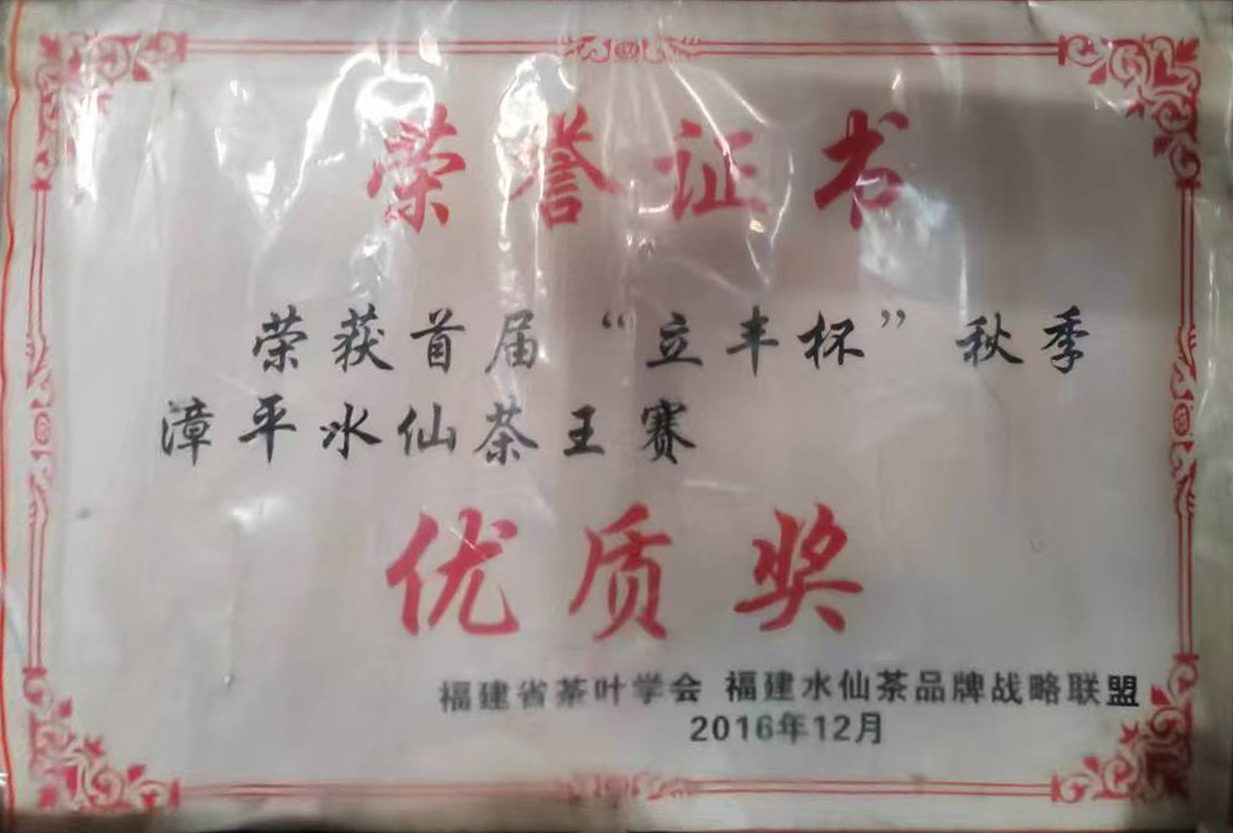 荣誉证书
荣获首届“立丰杯”秋季
漳平水仙茶王赛
优质奖
福建省茶叶学会 福建水仙茶品牌战略联盟
2016年12月